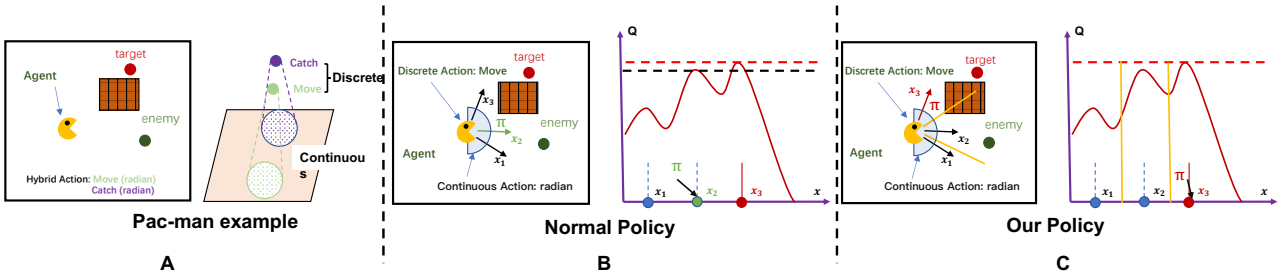 target
Agent
enemy
Hybrid Action: Move (radian)
Catch (radian)
Catch
Move
Discrete
Continuou
s
Pac-man example
A
target
Discrete Action: Move
x3
π
x2
enemy
x1
Agent
Continuous Action: radian
Q
π
x1
x2
x3
x
Normal Policy
B
target
Discrete Action: Move
x3
π
enemy
x2
x1
Agent
Continuous Action: radian
Q
π
x1
x2
x3
x
Our Policy
C